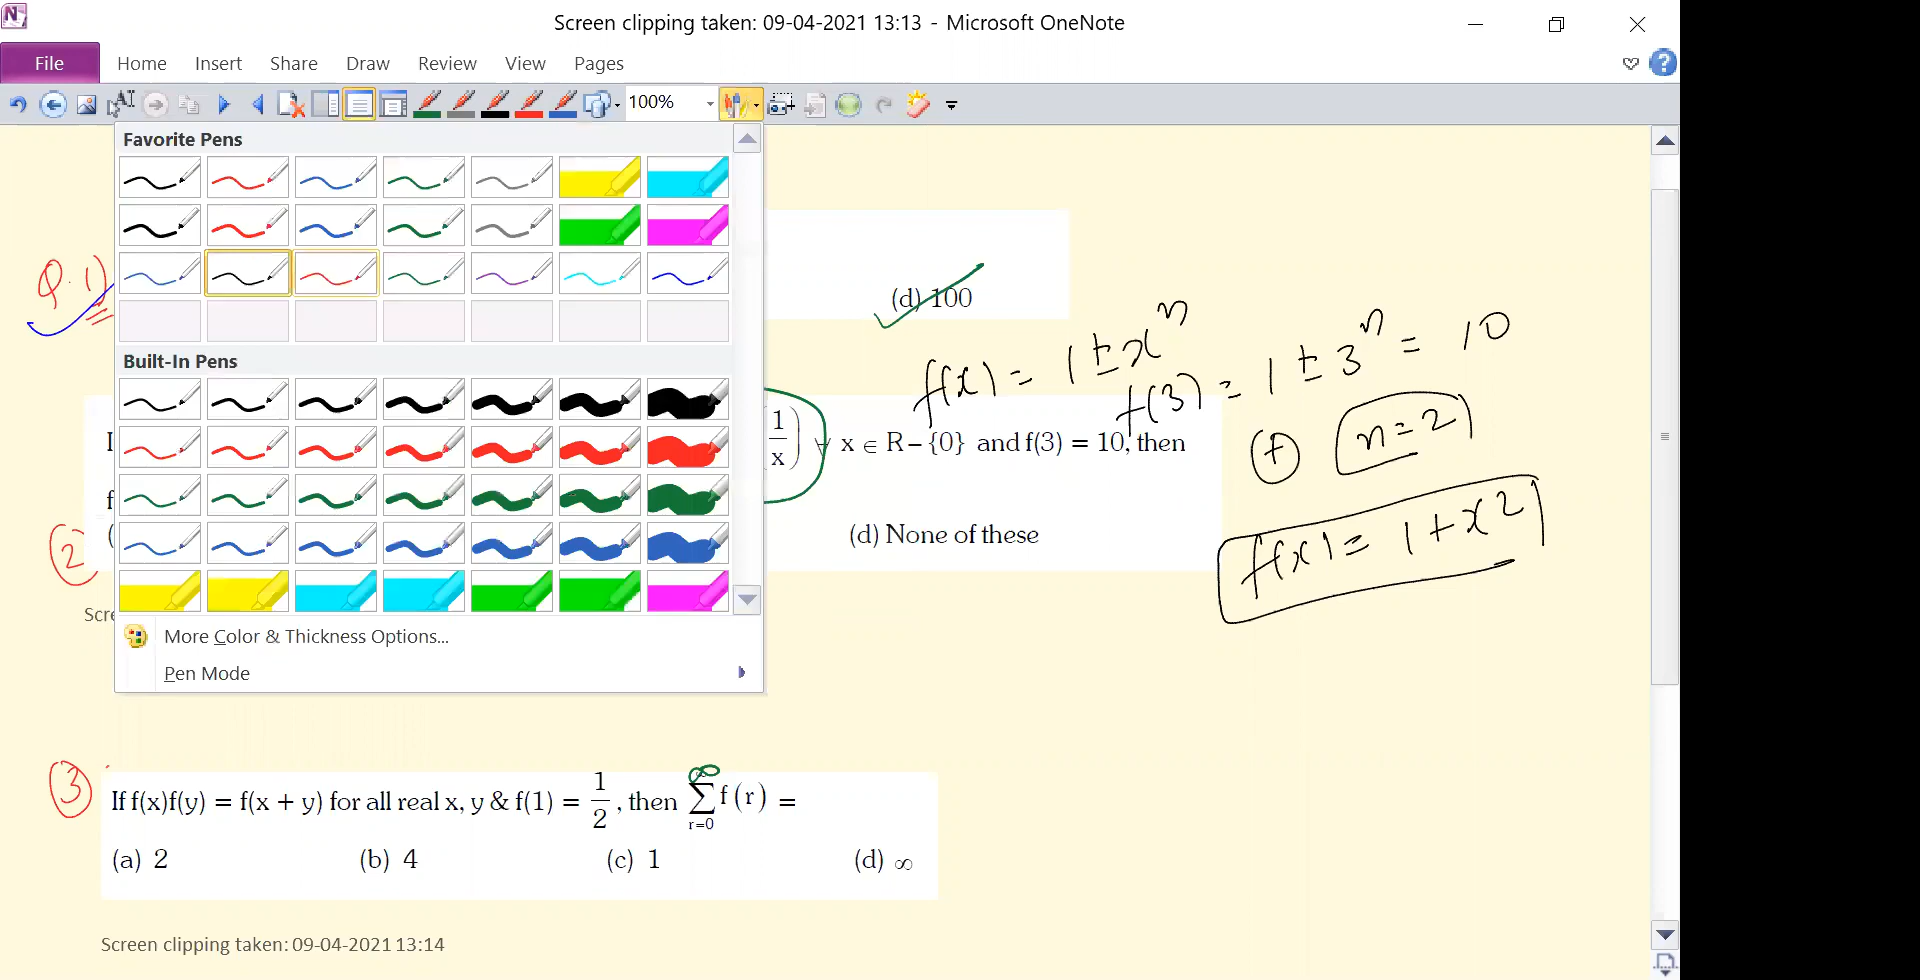 Screen clipping taken: 09-04-2021 13:13 - Microsoft OneNote
File Home Insert Share Draw Review View Pages
100%
Favorite Pens
Built-In Pens
More Color & Thickness Options...
Pen Mode
Q.1)
(d) 100
f(x) = 1 ± x^n
f(3) = 1 ± 3^n = 10
(1/x) ∀ x ∈ R – {0} and f(3) = 10, then
(+) n = 2
f(x) = 1 + x^2
2
(d) None of these
3
If f(x)f(y) = f(x + y) for all real x, y & f(1) = 1/2, then ∞ ∑ r=0 f(r) =
(a) 2 (b) 4 (c) 1 (d) ∞
Screen clipping taken: 09-04-2021 13:14